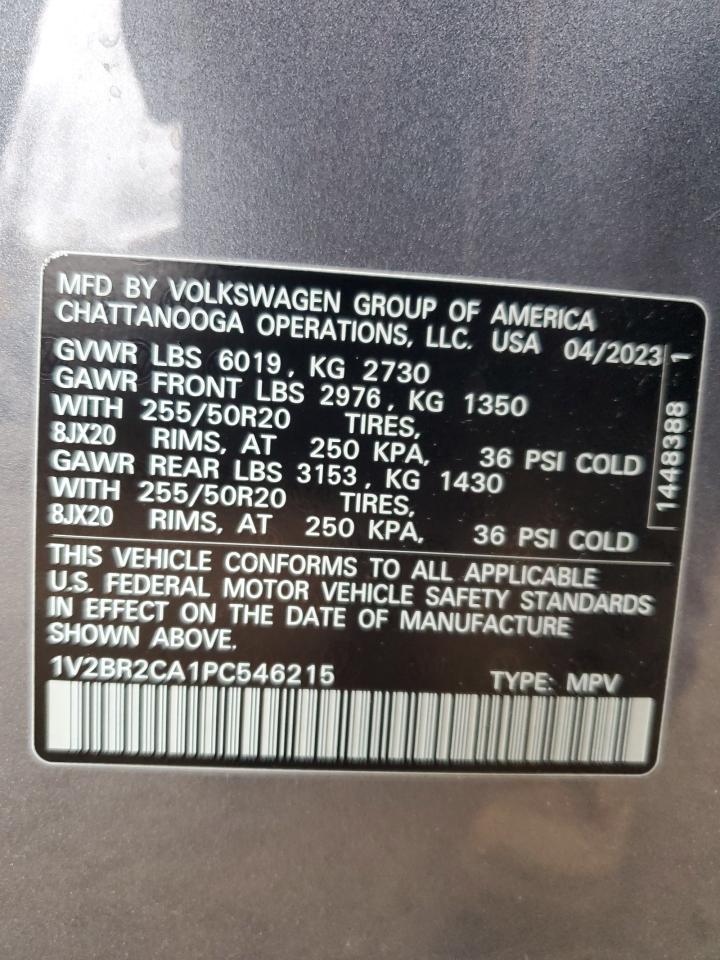 MFD BY VOLKSWAGEN GROUP OF AMERICA
CHATTANOOGA OPERATIONS, LLC. USA 04/2023
GVWR LBS 6019, KG 2730
GAWR FRONT LBS 2976, KG 1350
WITH 255/50R20 TIRES,
8JX20 RIMS, AT 250 KPA, 36 PSI COLD
GAWR REAR LBS 3153, KG 1430
WITH 255/50R20 TIRES,
8JX20 RIMS, AT 250 KPA, 36 PSI COLD
1448388 1
THIS VEHICLE CONFORMS TO ALL APPLICABLE
U.S. FEDERAL MOTOR VEHICLE SAFETY STANDARDS
IN EFFECT ON THE DATE OF MANUFACTURE
SHOWN ABOVE.
1V2BR2CA1PC546215 TYPE: MPV